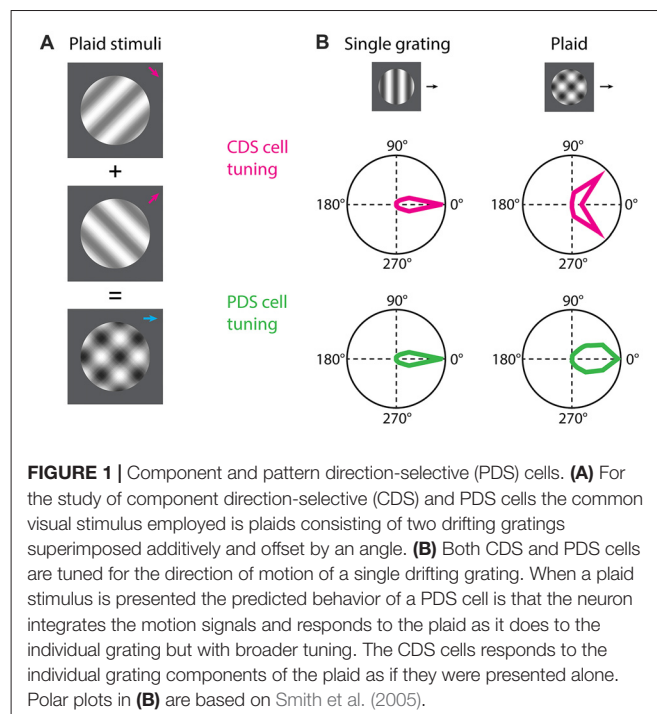 A Plaid stimuli
+
=
B Single grating Plaid
CDS cell
tuning
90° 90°
180° 0° 180° 0°
270° 270°
PDS cell
tuning
90° 90°
180° 0° 180° 0°
270° 270°
FIGURE 1 | Component and pattern direction-selective (PDS) cells. (A) For
the study of component direction-selective (CDS) and PDS cells the common
visual stimulus employed is plaids consisting of two drifting gratings
superimposed additively and offset by an angle. (B) Both CDS and PDS cells
are tuned for the direction of motion of a single drifting grating. When a plaid
stimulus is presented the predicted behavior of a PDS cell is that the neuron
integrates the motion signals and responds to the plaid as it does to the
individual grating but with broader tuning. The CDS cells responds to the
individual grating components of the plaid as if they were presented alone.
Polar plots in (B) are based on Smith et al. (2005).